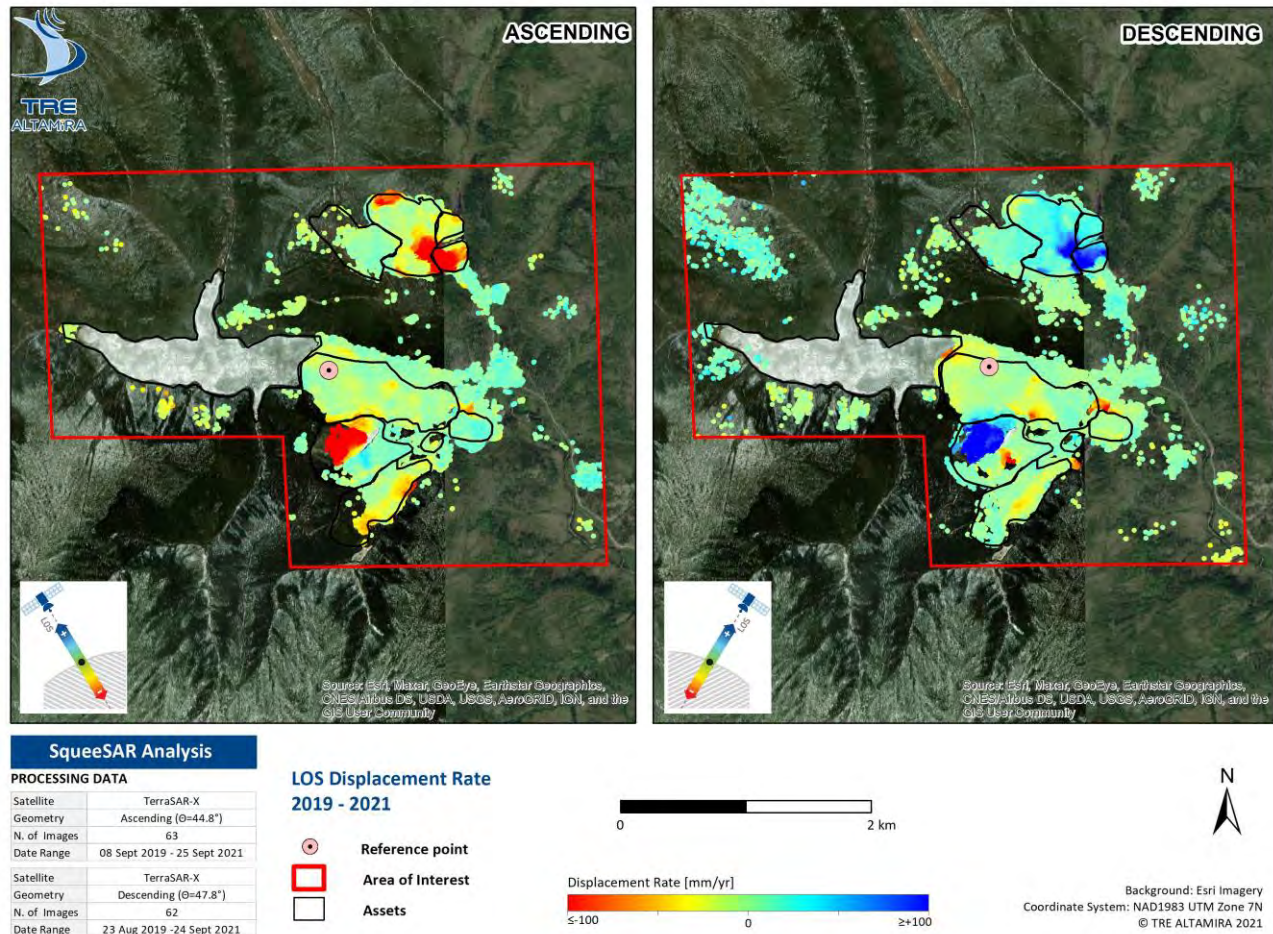 TRE
ALTAMIRA
ASCENDING
DESCENDING
LOS
LOS
Source: Esri, Maxar, GeoEye, Earthstar Geographics,
CNES/Airbus DS, USDA, USGS, AeroGRID, IGN, and the
GIS User Community
Source: Esri, Maxar, GeoEye, Earthstar Geographics,
CNES/Airbus DS, USDA, USGS, AeroGRID, IGN, and the
GIS User Community
SqueeSAR Analysis
PROCESSING DATA
Satellite TerraSAR-X
Geometry Ascending (Θ=44.8°)
N. of Images 63
Date Range 08 Sept 2019 - 25 Sept 2021
Satellite TerraSAR-X
Geometry Descending (Θ=47.8°)
N. of Images 62
Date Range 23 Aug 2019 -24 Sept 2021
LOS Displacement Rate
2019 - 2021
Reference point
Area of Interest
Assets
0 2 km
Displacement Rate [mm/yr]
≤-100 0 ≥+100
N
Background: Esri Imagery
Coordinate System: NAD1983 UTM Zone 7N
© TRE ALTAMIRA 2021